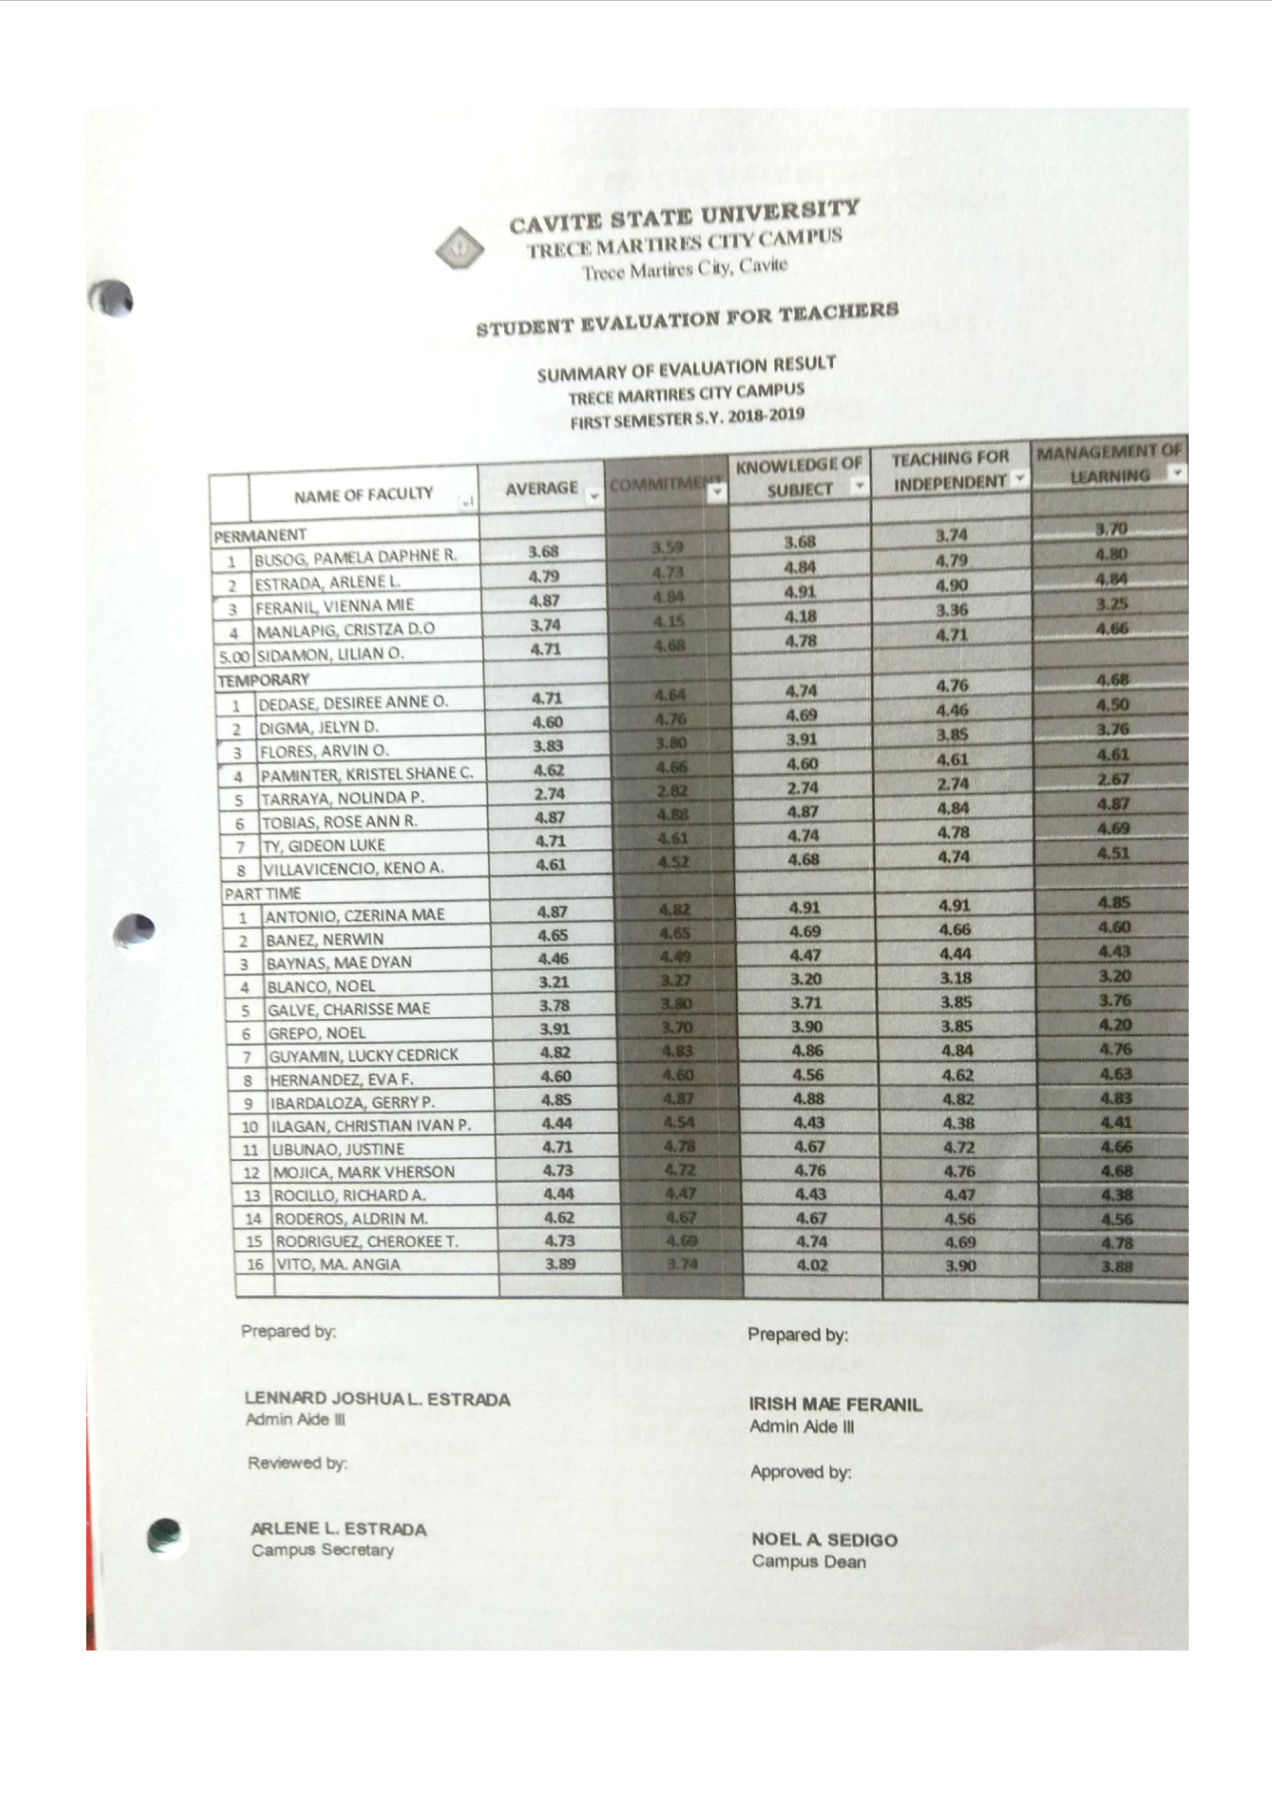 CAVITE STATE UNIVERSITY
TRECE MARTIRES CITY CAMPUS
Trece Martires City, Cavite
STUDENT EVALUATION FOR TEACHERS
SUMMARY OF EVALUATION RESULT
TRECE MARTIRES CITY CAMPUS
FIRST SEMESTER S.Y. 2018-2019
NAME OF FACULTY AVERAGE COMMITMENT KNOWLEDGE OF SUBJECT TEACHING FOR INDEPENDENT MANAGEMENT OF LEARNING
PERMANENT
1 BUSOG, PAMELA DAPHNE R. 3.68 3.59 3.68 3.74 3.70
2 ESTRADA, ARLENE L. 4.79 4.73 4.84 4.79 4.80
3 FERANIL, VIENNA MIE 4.87 4.84 4.91 4.90 4.84
4 MANLAPIG, CRISTZA D.O 3.74 4.15 4.18 3.36 3.25
5.00 SIDAMON, LILIAN O. 4.71 4.68 4.78 4.71 4.66
TEMPORARY
1 DEDASE, DESIREE ANNE O. 4.71 4.64 4.74 4.76 4.68
2 DIGMA, JELYN D. 4.60 4.76 4.69 4.46 4.50
3 FLORES, ARVIN O. 3.83 3.80 3.91 3.85 3.76
4 PAMINTER, KRISTEL SHANE C. 4.62 4.66 4.60 4.61 4.61
5 TARRAYA, NOLINDA P. 2.74 2.82 2.74 2.74 2.67
6 TOBIAS, ROSE ANN R. 4.87 4.88 4.87 4.84 4.87
7 TY, GIDEON LUKE 4.71 4.61 4.74 4.78 4.69
8 VILLAVICENCIO, KENO A. 4.61 4.52 4.68 4.74 4.51
PART TIME
1 ANTONIO, CZERINA MAE 4.87 4.82 4.91 4.91 4.85
2 BANEZ, NERWIN 4.65 4.65 4.69 4.66 4.60
3 BAYNAS, MAE DYAN 4.46 4.49 4.47 4.44 4.43
4 BLANCO, NOEL 3.21 3.27 3.20 3.18 3.20
5 GALVE, CHARISSE MAE 3.78 3.80 3.71 3.85 3.76
6 GREPO, NOEL 3.91 3.70 3.90 3.85 4.20
7 GUYAMIN, LUCKY CEDRICK 4.82 4.83 4.86 4.84 4.76
8 HERNANDEZ, EVA F. 4.60 4.60 4.56 4.62 4.63
9 IBARDALOZA, GERRY P. 4.85 4.87 4.88 4.82 4.83
10 ILAGAN, CHRISTIAN IVAN P. 4.44 4.54 4.43 4.38 4.41
11 LIBUNAO, JUSTINE 4.71 4.78 4.67 4.72 4.66
12 MOJICA, MARK VHERSON 4.73 4.72 4.76 4.76 4.68
13 ROCILLO, RICHARD A. 4.44 4.47 4.43 4.47 4.38
14 RODEROS, ALDRIN M. 4.62 4.67 4.67 4.56 4.56
15 RODRIGUEZ, CHEROKEE T. 4.73 4.69 4.74 4.69 4.78
16 VITO, MA. ANGIA 3.89 3.74 4.02 3.90 3.88
Prepared by: Prepared by:
LENNARD JOSHUA L. ESTRADA IRISH MAE FERANIL
Admin Aide III Admin Aide III
Reviewed by: Approved by:
ARLENE L. ESTRADA NOEL A. SEDIGO
Campus Secretary Campus Dean